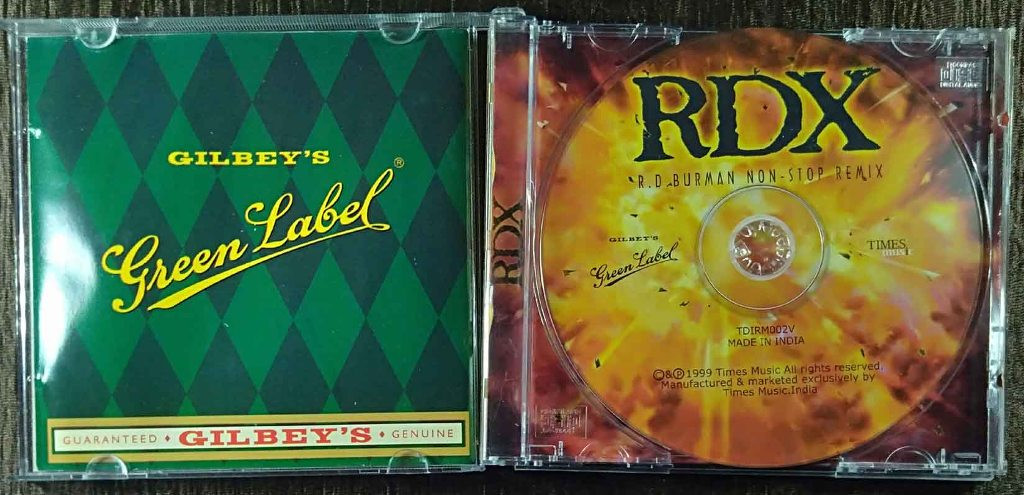 GILBEY'S
Green Label®
GUARANTEED ♦ GILBEY'S ♦ GENUINE
RDX
RDX
R.D.BURMAN NON-STOP REMIX
GILBEY'S
Green Label
TIMES
music
TDIRM002V
MADE IN INDIA
©&℗1999 Times Music All rights reserved.
Manufactured & marketed exclusively by
Times Music.India